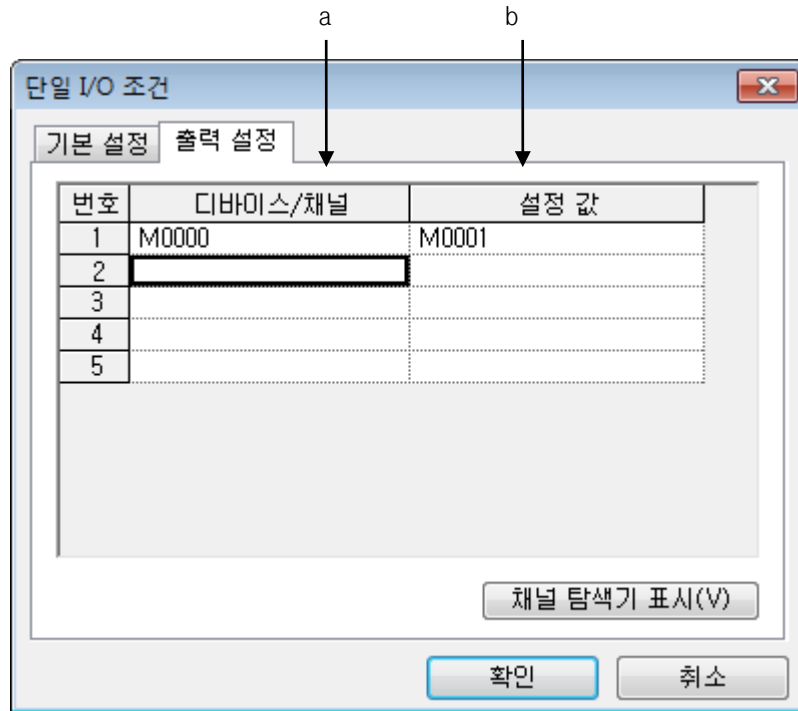 a b
단일 I/O 조건
기본 설정 출력 설정
번호 디바이스/채널 설정 값
1 M0000 M0001
2
3
4
5
채널 탐색기 표시(V)
확인 취소